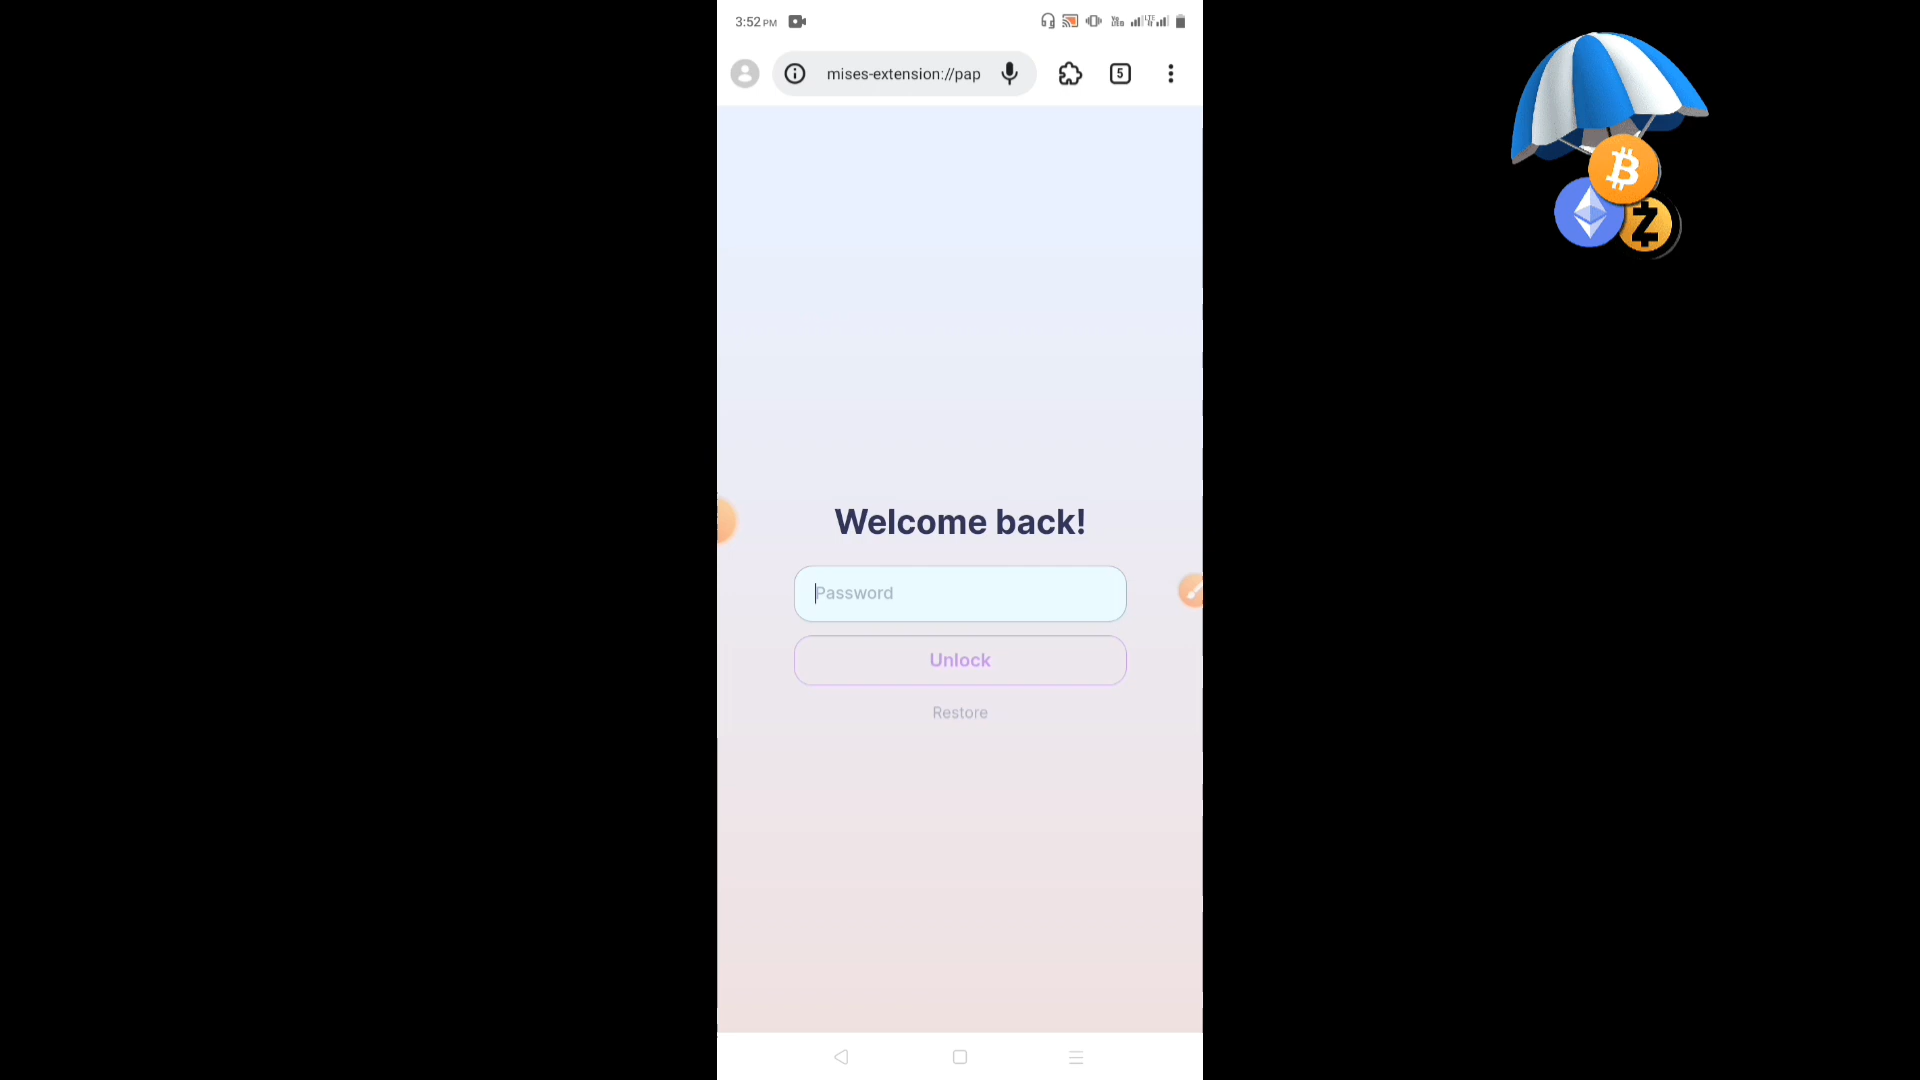 3:52 PM
mises-extension://pap
5
Welcome back!
Password
Unlock
Restore